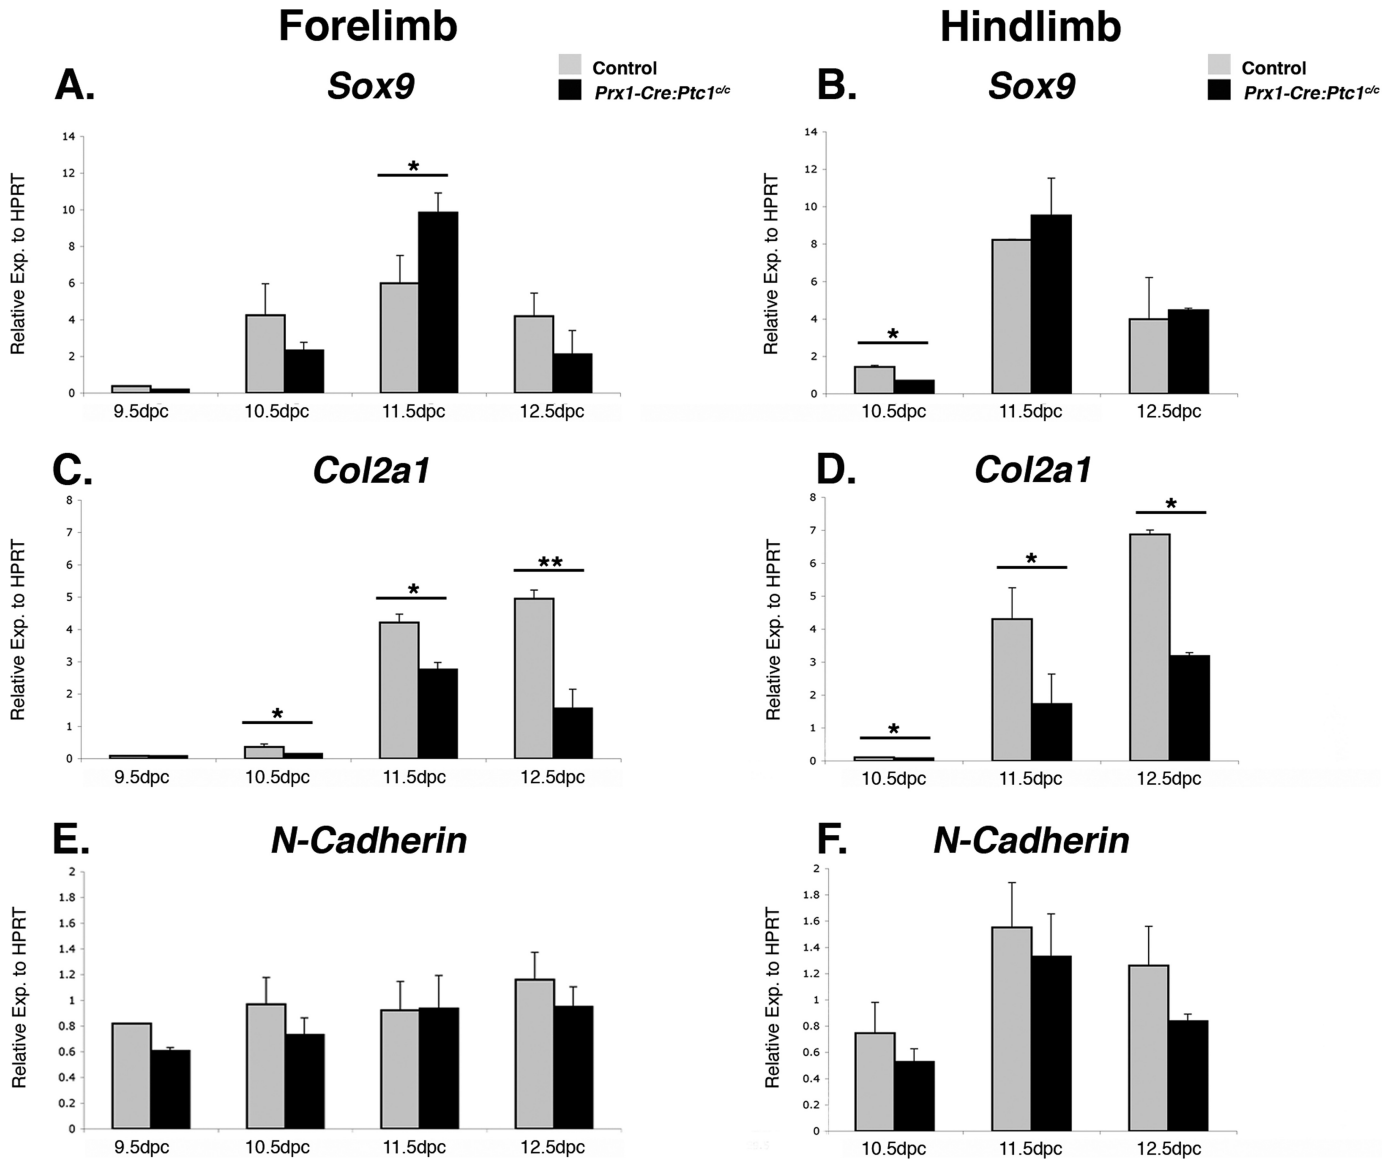 Forelimb
Hindlimb
A.
Sox9
Control
Prx1-Cre:Ptc1c/c
Relative Exp. to HPRT
14
12
10
8
6
4
2
0
*
9.5dpc 10.5dpc 11.5dpc 12.5dpc
B.
Sox9
Control
Prx1-Cre:Ptc1c/c
Relative Exp. to HPRT
14
12
10
8
6
4
2
0
*
10.5dpc 11.5dpc 12.5dpc
C.
Col2a1
Relative Exp. to HPRT
8
7
6
5
4
3
2
1
0
* * **
9.5dpc 10.5dpc 11.5dpc 12.5dpc
D.
Col2a1
Relative Exp. to HPRT
8
7
6
5
4
3
2
1
0
* * *
10.5dpc 11.5dpc 12.5dpc
E.
N-Cadherin
Relative Exp. to HPRT
2
1.8
1.6
1.4
1.2
1
0.8
0.6
0.4
0.2
0
9.5dpc 10.5dpc 11.5dpc 12.5dpc
F.
N-Cadherin
Relative Exp. to HPRT
2
1.8
1.6
1.4
1.2
1
0.8
0.6
0.4
0.2
0
10.5dpc 11.5dpc 12.5dpc